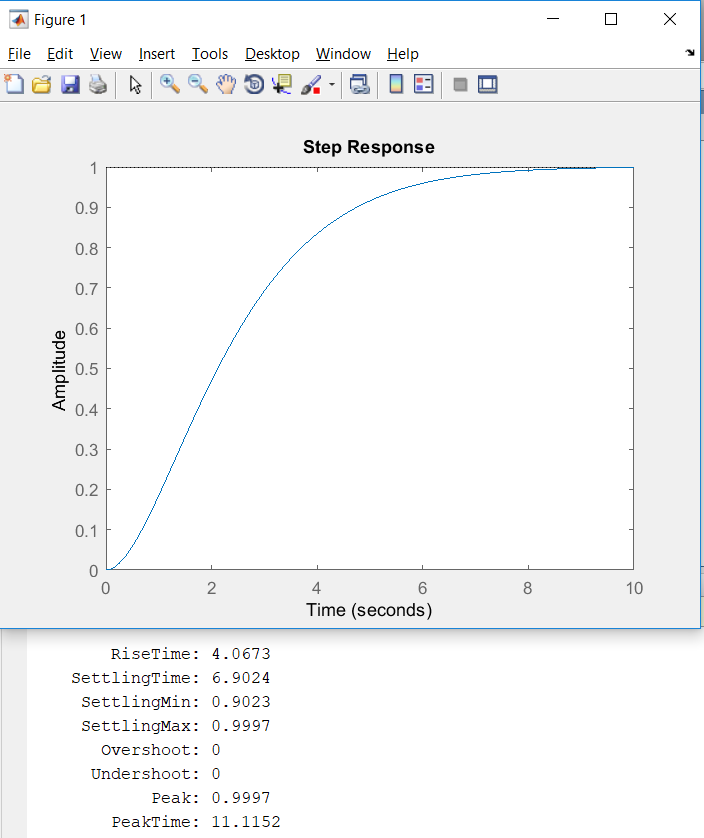 Figure 1
File Edit View Insert Tools Desktop Window Help
Step Response
1
0.9
0.8
0.7
0.6
0.5
0.4
0.3
0.2
0.1
0
Amplitude
0 2 4 6 8 10
Time (seconds)
RiseTime: 4.0673
SettlingTime: 6.9024
SettlingMin: 0.9023
SettlingMax: 0.9997
Overshoot: 0
Undershoot: 0
Peak: 0.9997
PeakTime: 11.1152